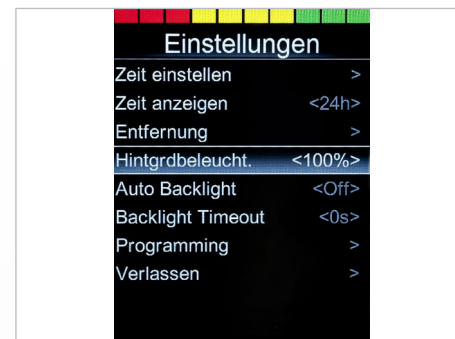 Einstellungen
Zeit einstellen >
Zeit anzeigen <24h>
Entfernung >
Hintgrdbeleucht. <100%>
Auto Backlight <Off>
Backlight Timeout <0s>
Programming >
Verlassen >